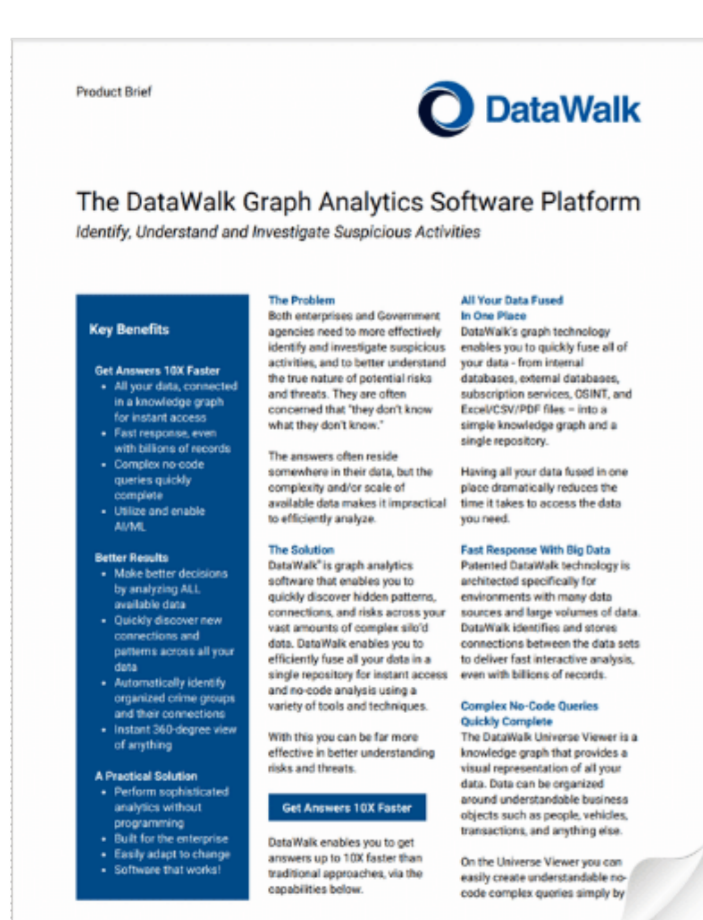 Product Brief
DataWalk
The DataWalk Graph Analytics Software Platform
Identify, Understand and Investigate Suspicious Activities
Key Benefits
Get Answers 10X Faster
• All your data, connected
in a knowledge graph
for instant access
• Fast response, even
with billions of records
• Complex no-code
queries quickly
complete
• Utilize and enable
AI/ML
Better Results
• Make better decisions
by analyzing ALL
available data
• Quickly discover new
connections and
patterns across all your
data
• Automatically identify
organized crime groups
and their connections
• Instant 360-degree view
of anything
A Practical Solution
• Perform sophisticated
analytics without
programming
• Built for the enterprise
• Easily adapt to change
• Software that works!
The Problem
Both enterprises and Government
agencies need to more effectively
identify and investigate suspicious
activities, and to better understand
the true nature of potential risks
and threats. They are often
concerned that "they don't know
what they don't know."
The answers often reside
somewhere in their data, but the
complexity and/or scale of
available data makes it impractical
to efficiently analyze.
The Solution
DataWalk® is graph analytics
software that enables you to
quickly discover hidden patterns,
connections, and risks across your
vast amounts of complex silo'd
data. DataWalk enables you to
efficiently fuse all your data in a
single repository for instant access
and no-code analysis using a
variety of tools and techniques.
With this you can be far more
effective in better understanding
risks and threats.
Get Answers 10X Faster
DataWalk enables you to get
answers up to 10X faster than
traditional approaches, via the
capabilities below.
All Your Data Fused
In One Place
DataWalk's graph technology
enables you to quickly fuse all of
your data - from internal
databases, external databases,
subscription services, OSINT, and
Excel/CSV/PDF files – into a
simple knowledge graph and a
single repository.
Having all your data fused in one
place dramatically reduces the
time it takes to access the data
you need.
Fast Response With Big Data
Patented DataWalk technology is
architected specifically for
environments with many data
sources and large volumes of data.
DataWalk identifies and stores
connections between the data sets
to deliver fast interactive analysis,
even with billions of records.
Complex No-Code Queries
Quickly Complete
The DataWalk Universe Viewer is a
knowledge graph that provides a
visual representation of all your
data. Data can be organized
around understandable business
objects such as people, vehicles,
transactions, and anything else.
On the Universe Viewer you can
easily create understandable no-
code complex queries simply by